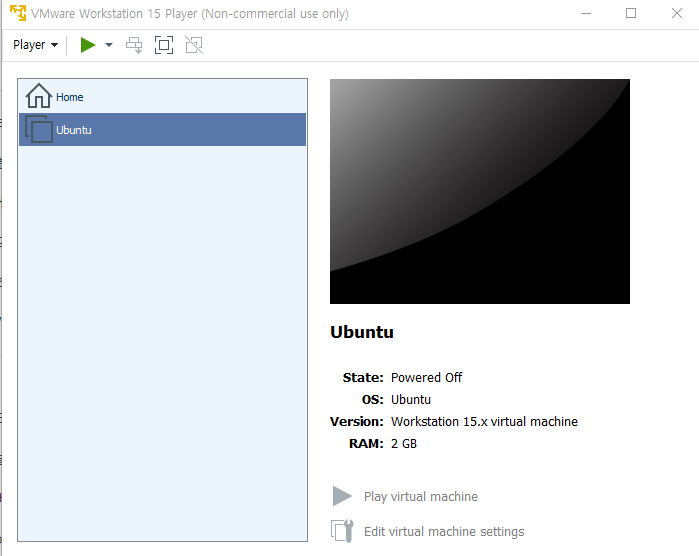 VMware Workstation 15 Player (Non-commercial use only)
Player
Home
Ubuntu
Ubuntu
State: Powered Off
OS: Ubuntu
Version: Workstation 15.x virtual machine
RAM: 2 GB
Play virtual machine
Edit virtual machine settings